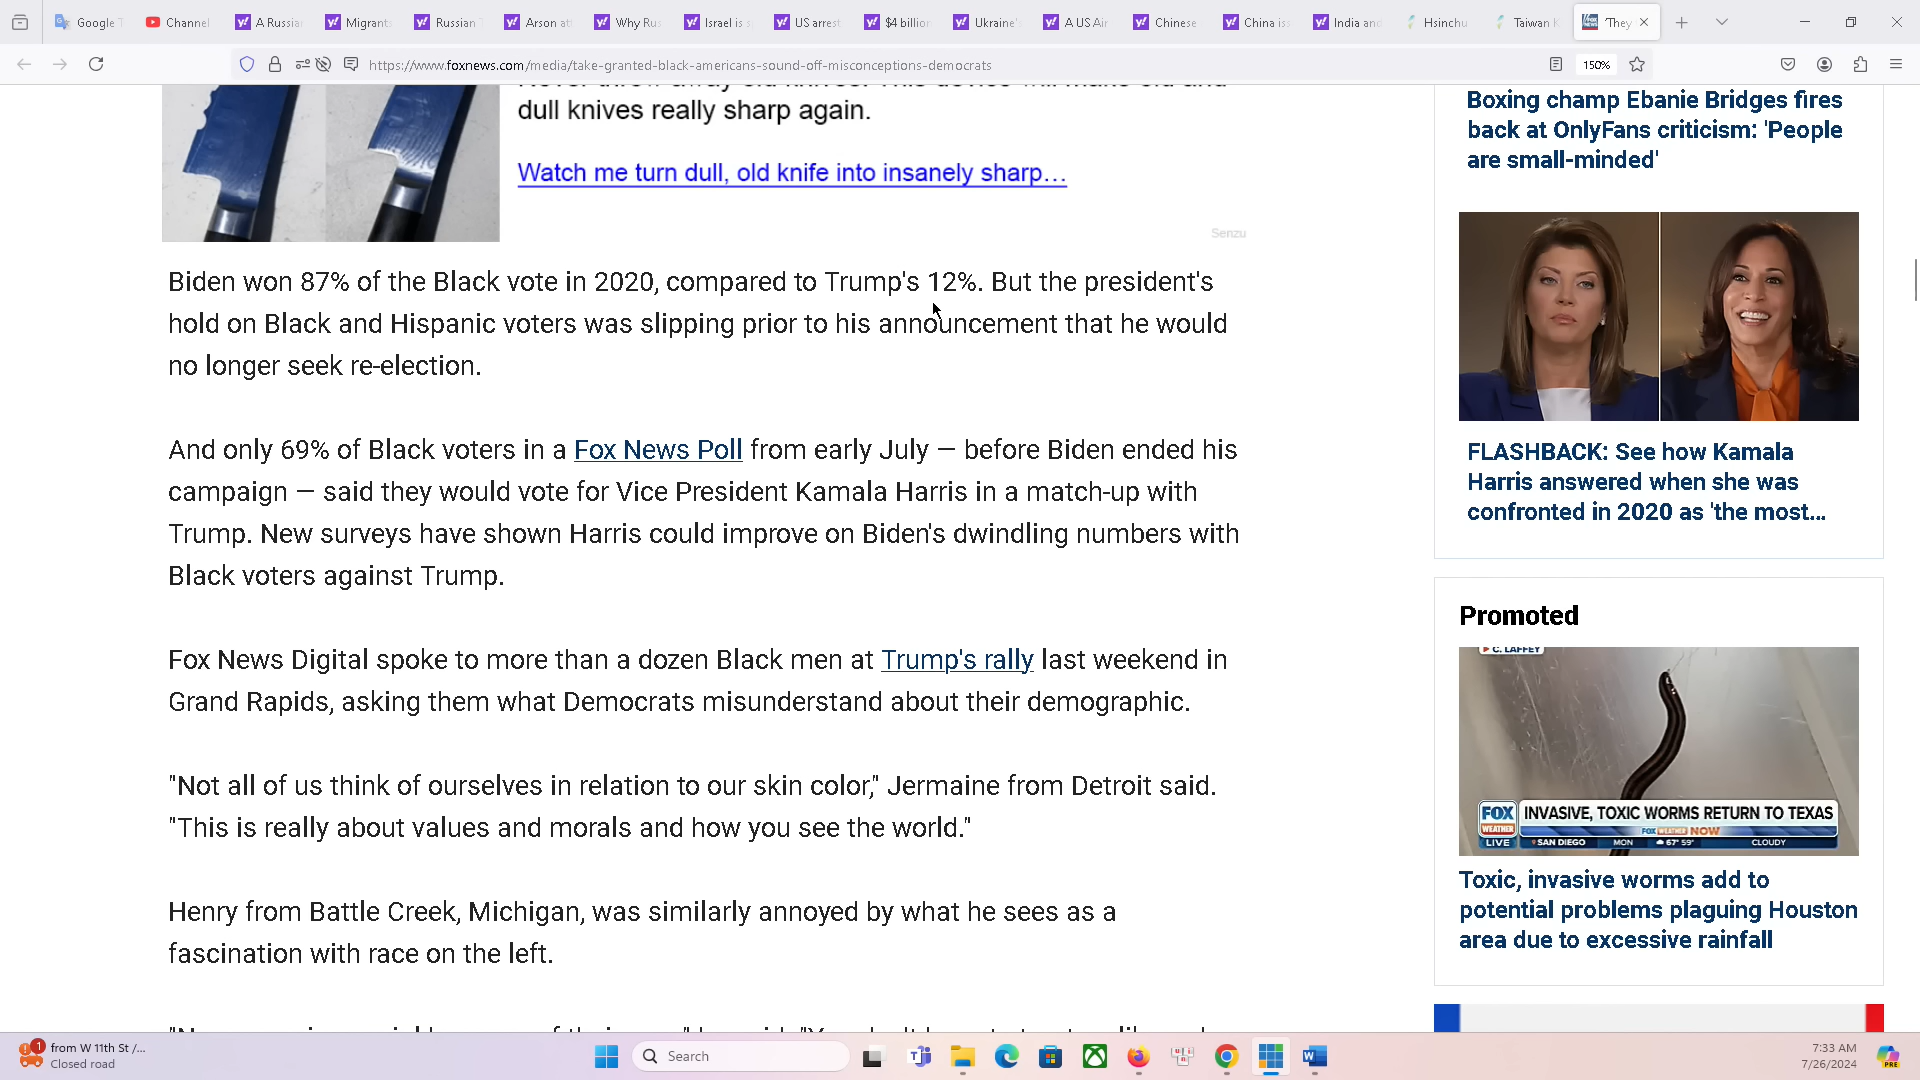 Google T
Channel
A Russia
Migrant
Russian T
Arson at
Why Rus
Israel is s
US arrest
$4 billion
Ukraine's
A US Air
Chinese
China iss
India and
Hsinchu
Taiwan K
'They
https://www.foxnews.com/media/take-granted-black-americans-sound-off-misconceptions-democrats
150%
dull knives really sharp again.
Watch me turn dull, old knife into insanely sharp...
Senzu
Biden won 87% of the Black vote in 2020, compared to Trump's 12%. But the president's
hold on Black and Hispanic voters was slipping prior to his announcement that he would
no longer seek re-election.
And only 69% of Black voters in a Fox News Poll from early July — before Biden ended his
campaign — said they would vote for Vice President Kamala Harris in a match-up with
Trump. New surveys have shown Harris could improve on Biden's dwindling numbers with
Black voters against Trump.
Fox News Digital spoke to more than a dozen Black men at Trump's rally last weekend in
Grand Rapids, asking them what Democrats misunderstand about their demographic.
"Not all of us think of ourselves in relation to our skin color," Jermaine from Detroit said.
"This is really about values and morals and how you see the world."
Henry from Battle Creek, Michigan, was similarly annoyed by what he sees as a
fascination with race on the left.
Boxing champ Ebanie Bridges fires
back at OnlyFans criticism: 'People
are small-minded'
FLASHBACK: See how Kamala
Harris answered when she was
confronted in 2020 as 'the most...
Promoted
C. LAFFEY
FOX
WEATHER
LIVE
INVASIVE, TOXIC WORMS RETURN TO TEXAS
FOX WEATHER NOW
SAN DIEGO MON 67° 59° CLOUDY
Toxic, invasive worms add to
potential problems plaguing Houston
area due to excessive rainfall
1
from W 11th St /...
Closed road
Search
7:33 AM
7/26/2024
PRE